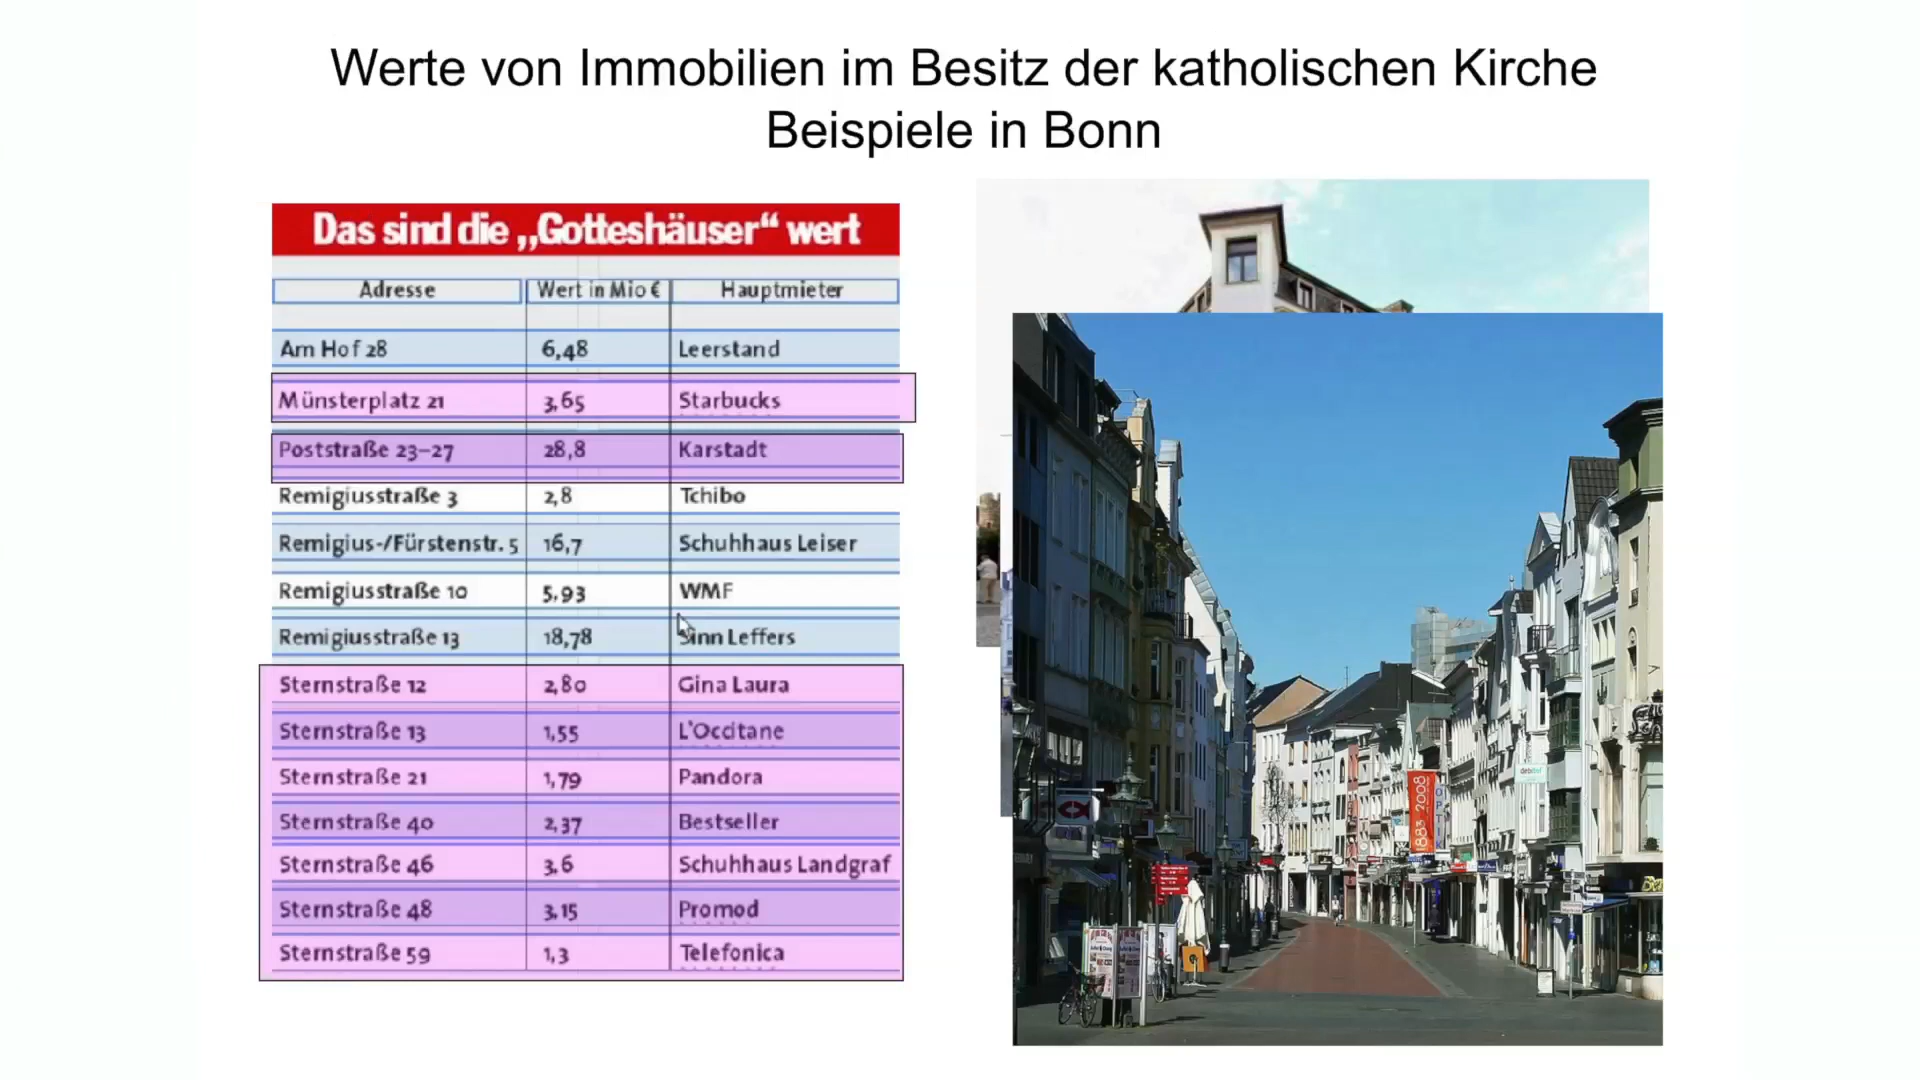 Werte von Immobilien im Besitz der katholischen Kirche
Beispiele in Bonn
Das sind die „Gotteshäuser“ wert
Adresse Wert in Mio € Hauptmieter
Am Hof 28 6,48 Leerstand
Münsterplatz 21 3,65 Starbucks
Poststraße 23–27 28,8 Karstadt
Remigiusstraße 3 2,8 Tchibo
Remigius-/Fürstenstr. 5 16,7 Schuhhaus Leiser
Remigiusstraße 10 5,93 WMF
Remigiusstraße 13 18,78 Sinn Leffers
Sternstraße 12 2,80 Gina Laura
Sternstraße 13 1,55 L'Occitane
Sternstraße 21 1,79 Pandora
Sternstraße 40 2,37 Bestseller
Sternstraße 46 3,6 Schuhhaus Landgraf
Sternstraße 48 3,15 Promod
Sternstraße 59 1,3 Telefonica
1883 2008
OPTIK
debitel